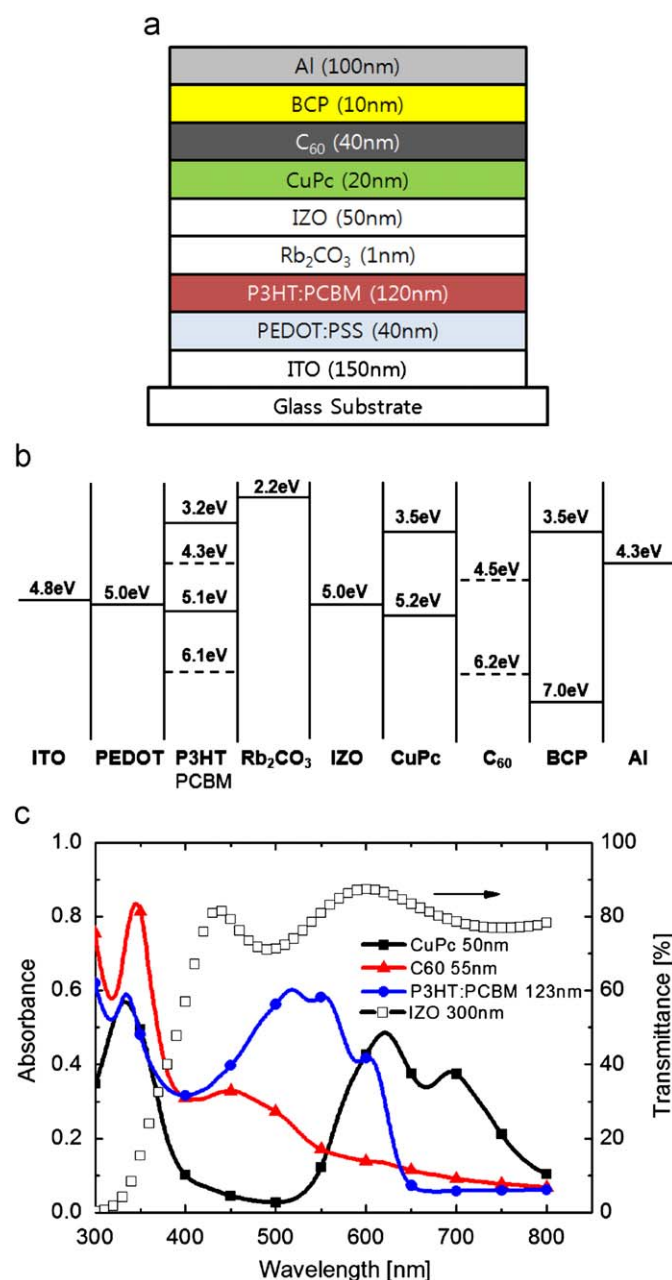 a
Al (100nm)
BCP (10nm)
C₆₀ (40nm)
CuPc (20nm)
IZO (50nm)
Rb₂CO₃ (1nm)
P3HT:PCBM (120nm)
PEDOT:PSS (40nm)
ITO (150nm)
Glass Substrate
b
2.2eV
3.2eV 3.5eV 3.5eV
4.3eV 4.5eV 4.3eV
4.8eV 5.0eV 5.1eV 5.0eV 5.2eV
6.1eV 6.2eV
7.0eV
ITO PEDOT P3HT Rb₂CO₃ IZO CuPc C₆₀ BCP Al
PCBM
c
1.0 100
0.8 80
CuPc 50nm
C60 55nm
0.6 P3HT:PCBM 123nm 60
IZO 300nm
Absorbance
Transmittance [%]
0.4 40
0.2 20
0.0 0
300 400 500 600 700 800
Wavelength [nm]